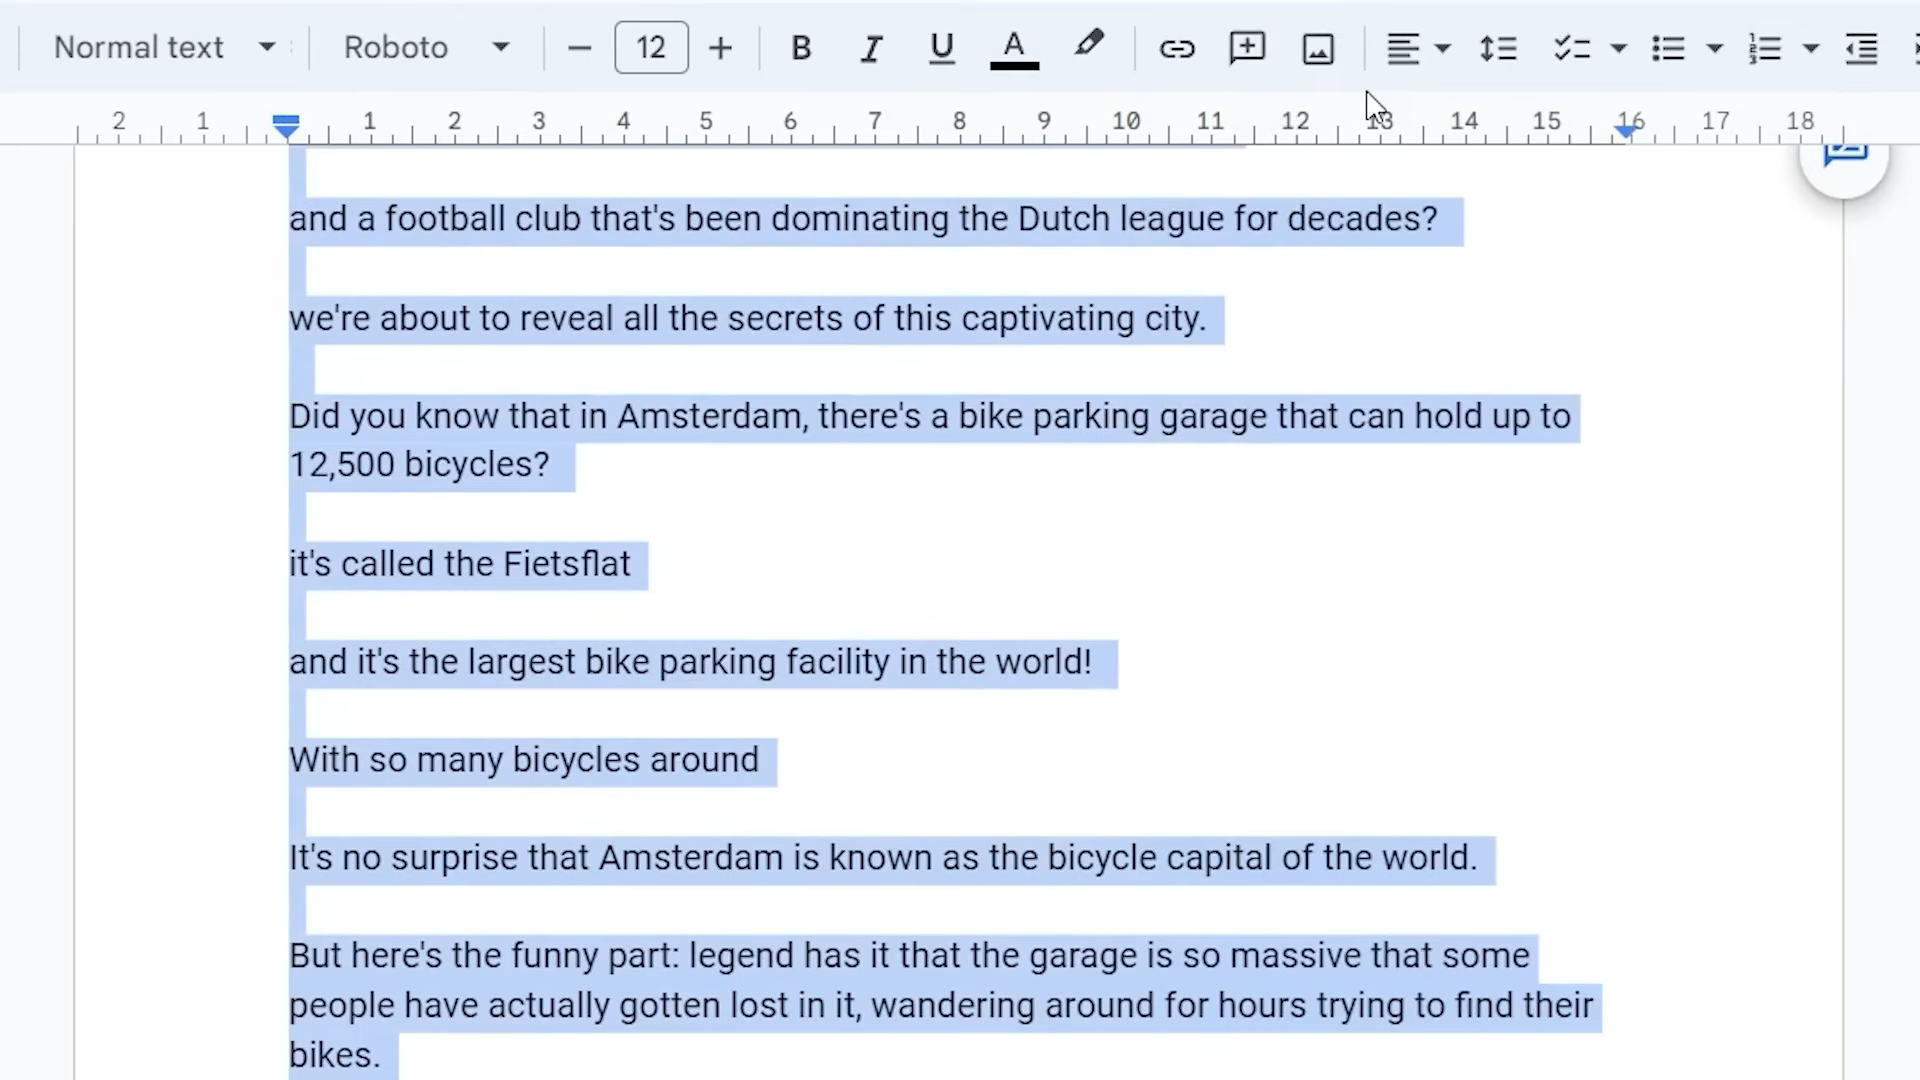 Normal text Roboto 12 B I U A
2 1 1 2 3 4 5 6 7 8 9 10 11 12 13 14 15 16 17 18
and a football club that's been dominating the Dutch league for decades?
we're about to reveal all the secrets of this captivating city.
Did you know that in Amsterdam, there's a bike parking garage that can hold up to
12,500 bicycles?
it's called the Fietsflat
and it's the largest bike parking facility in the world!
With so many bicycles around
It's no surprise that Amsterdam is known as the bicycle capital of the world.
But here's the funny part: legend has it that the garage is so massive that some
people have actually gotten lost in it, wandering around for hours trying to find their
bikes.